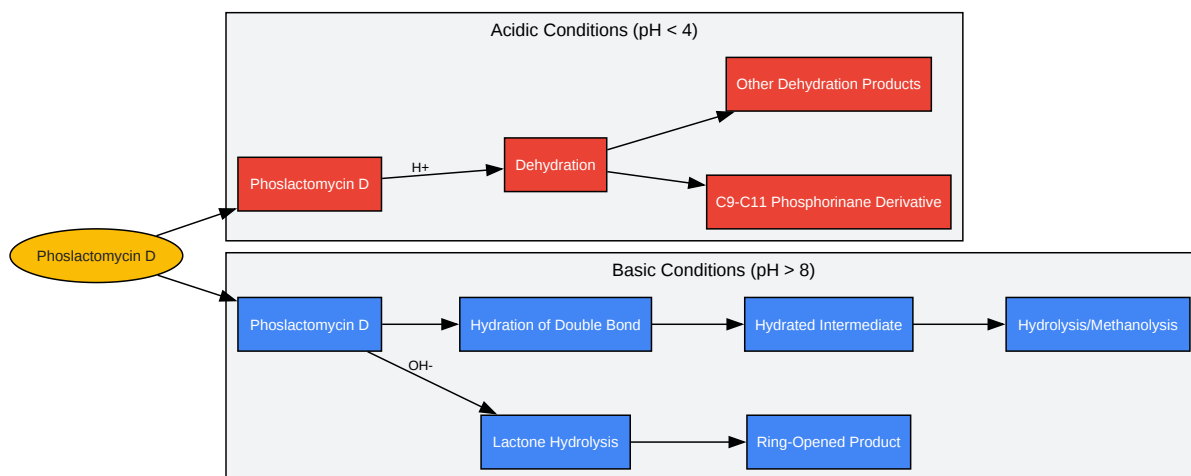 Acidic Conditions (pH < 4)
Other Dehydration Products
Phoslactomycin D
H+
Dehydration
C9-C11 Phosphorinane Derivative
Phoslactomycin D
Basic Conditions (pH > 8)
Phoslactomycin D
Hydration of Double Bond
Hydrated Intermediate
Hydrolysis/Methanolysis
OH-
Lactone Hydrolysis
Ring-Opened Product